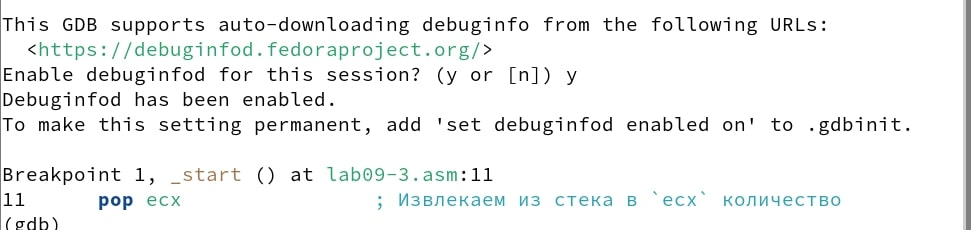 This GDB supports auto-downloading debuginfo from the following URLs:
  <https://debuginfod.fedoraproject.org/>
Enable debuginfod for this session? (y or [n]) y
Debuginfod has been enabled.
To make this setting permanent, add 'set debuginfod enabled on' to .gdbinit.

Breakpoint 1, _start () at lab09-3.asm:11
11      pop ecx                ; Извлекаем из стека в `ecx` количество
(gdb)